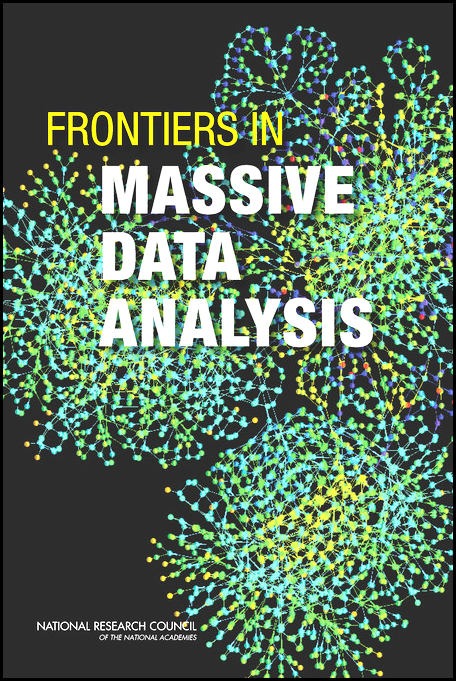 FRONTIERS IN
MASSIVE
DATA
ANALYSIS
NATIONAL RESEARCH COUNCIL
OF THE NATIONAL ACADEMIES